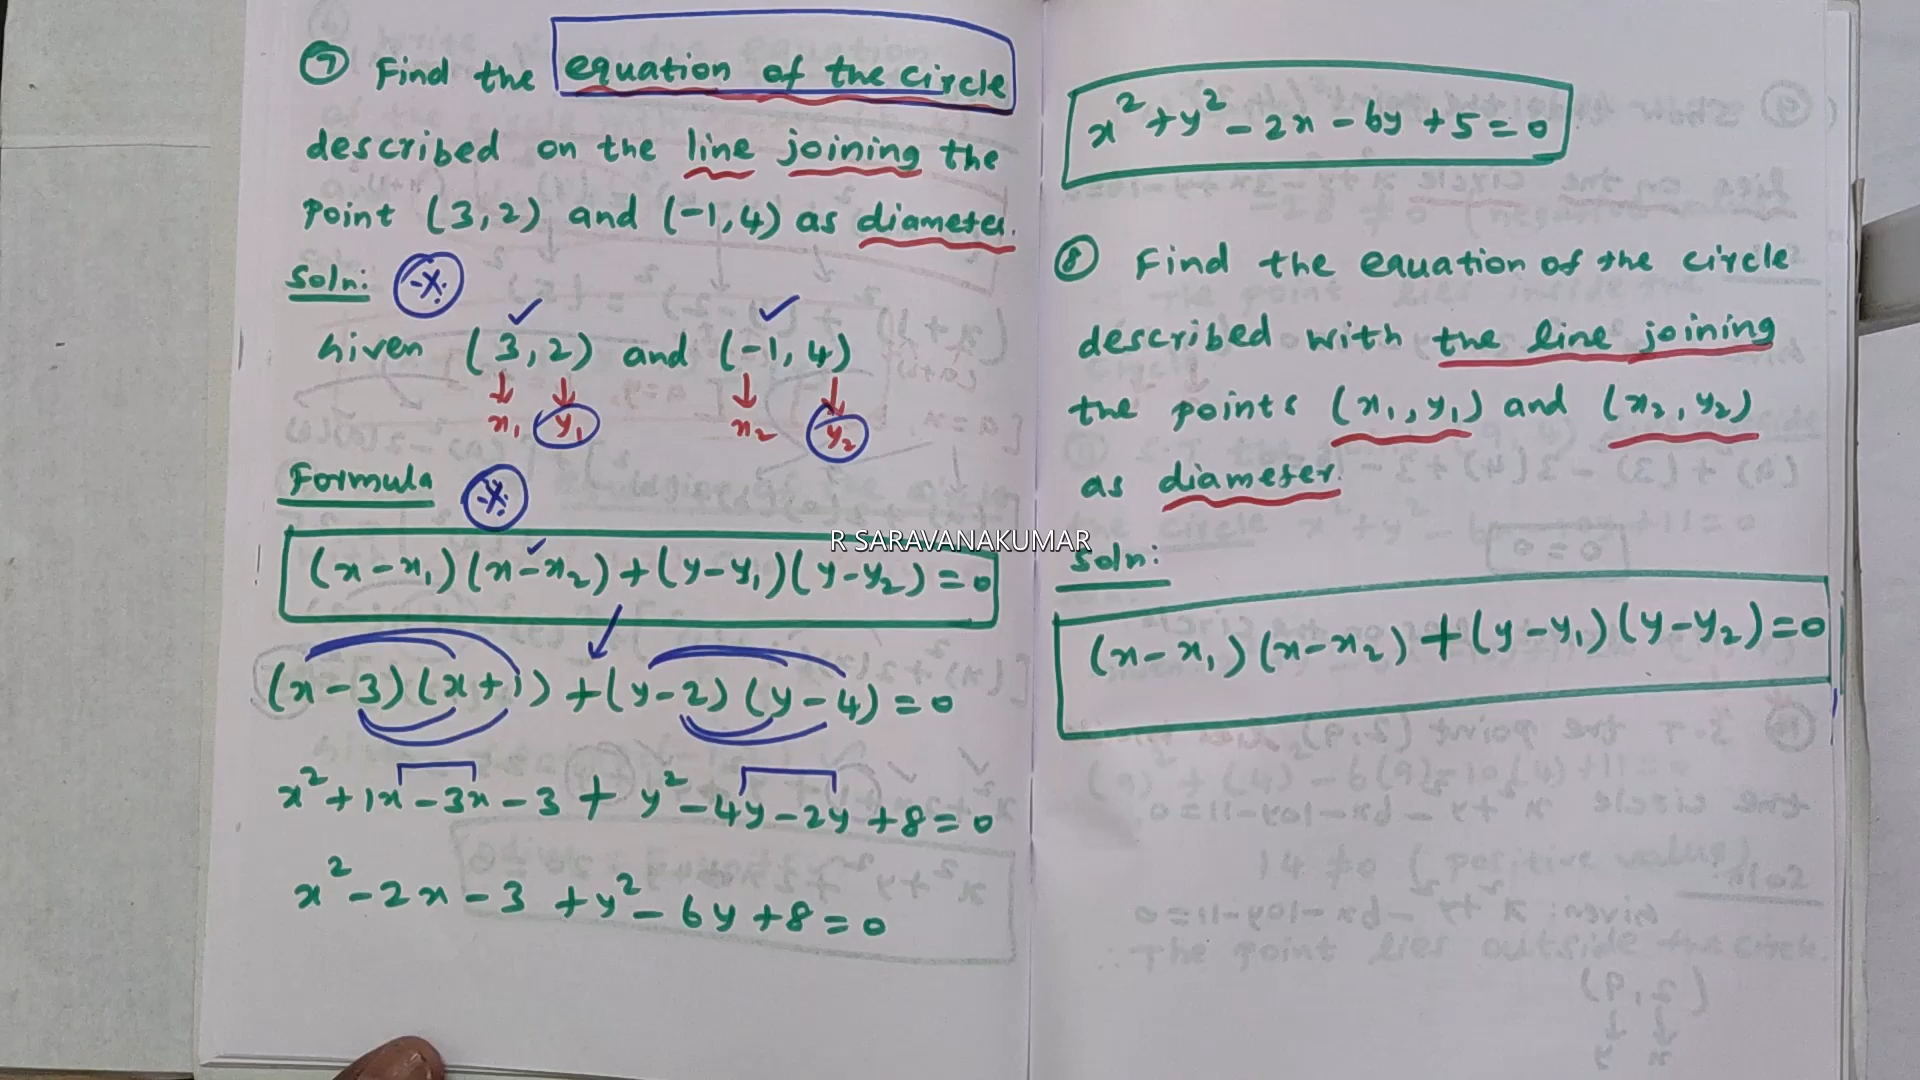 ⑦ Find the equation of the circle
described on the line joining the
point (3,2) and (-1,4) as diameter.
Soln:
Given (3,2) and (-1,4)
↓ ↓ ↓ ↓
x₁ y₁ x₂ y₂
Formula
(x-x₁)(x-x₂)+(y-y₁)(y-y₂)=0
(x-3)(x+1)+(y-2)(y-4)=0
x²+1x-3x-3+y²-4y-2y+8=0
x²-2x-3+y²-6y+8=0
x²+y²-2x-6y+5=0
⑧ Find the equation of the circle
described with the line joining
the points (x₁,y₁) and (x₂,y₂)
as diameter.
R SARAVANAKUMAR
Soln:
(x-x₁)(x-x₂)+(y-y₁)(y-y₂)=0